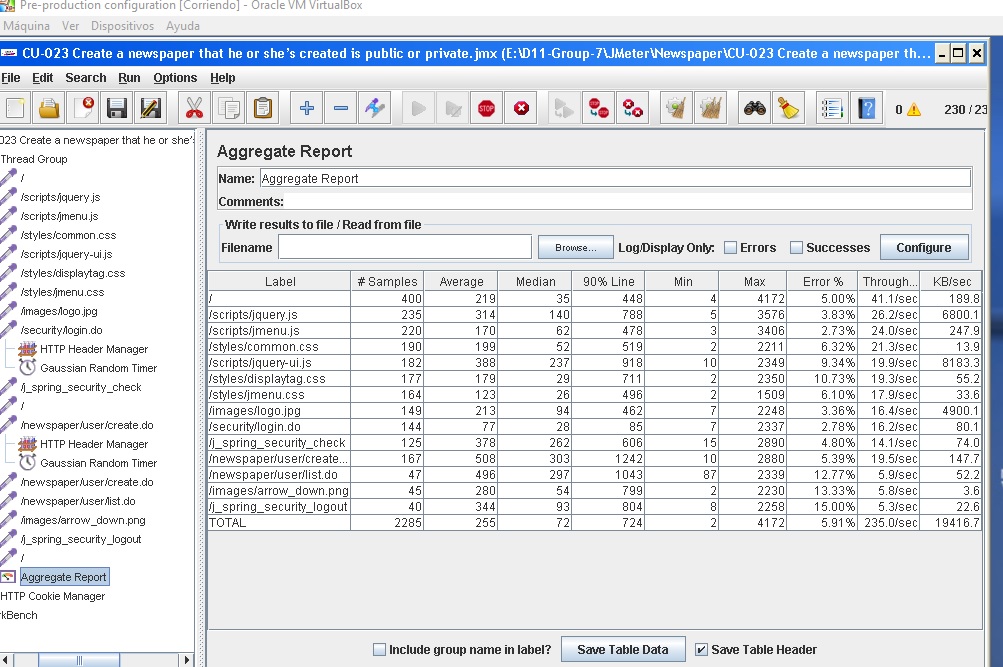 Pre-production configuration [Corriendo] - Oracle VM VirtualBox
Máquina Ver Dispositivos Ayuda
CU-023 Create a newspaper that he or she's created is public or private.jmx (E:\D11-Group-7\JMeter\Newspaper\CU-023 Create a newspaper th...
File Edit Search Run Options Help
STOP
0 230 / 23
023 Create a newspaper that he or she's
Thread Group
/
/scripts/jquery.js
/scripts/jmenu.js
/styles/common.css
/scripts/jquery-ui.js
/styles/displaytag.css
/styles/jmenu.css
/images/logo.jpg
/security/login.do
HTTP Header Manager
Gaussian Random Timer
/j_spring_security_check
/
/newspaper/user/create.do
HTTP Header Manager
Gaussian Random Timer
/newspaper/user/create.do
/newspaper/user/list.do
/images/arrow_down.png
/j_spring_security_logout
/
Aggregate Report
HTTP Cookie Manager
rkBench
Aggregate Report
Name: Aggregate Report
Comments:
Write results to file / Read from file
Filename Browse... Log/Display Only: Errors Successes Configure
Label # Samples Average Median 90% Line Min Max Error % Through... KB/sec
/ 400 219 35 448 4 4172 5.00% 41.1/sec 189.8
/scripts/jquery.js 235 314 140 788 5 3576 3.83% 26.2/sec 6800.1
/scripts/jmenu.js 220 170 62 478 3 3406 2.73% 24.0/sec 247.9
/styles/common.css 190 199 52 519 2 2211 6.32% 21.3/sec 13.9
/scripts/jquery-ui.js 182 388 237 918 10 2349 9.34% 19.9/sec 8183.3
/styles/displaytag.css 177 179 29 711 2 2350 10.73% 19.3/sec 55.2
/styles/jmenu.css 164 123 26 496 2 1509 6.10% 17.9/sec 33.6
/images/logo.jpg 149 213 94 462 7 2248 3.36% 16.4/sec 4900.1
/security/login.do 144 77 28 85 7 2337 2.78% 16.2/sec 80.1
/j_spring_security_check 125 378 262 606 15 2890 4.80% 14.1/sec 74.0
/newspaper/user/create... 167 508 303 1242 10 2880 5.39% 19.5/sec 147.7
/newspaper/user/list.do 47 496 297 1043 87 2339 12.77% 5.9/sec 52.2
/images/arrow_down.png 45 280 54 799 2 2230 13.33% 5.8/sec 3.6
/j_spring_security_logout 40 344 93 804 8 2258 15.00% 5.3/sec 22.6
TOTAL 2285 255 72 724 2 4172 5.91% 235.0/sec 19416.7
Include group name in label? Save Table Data Save Table Header